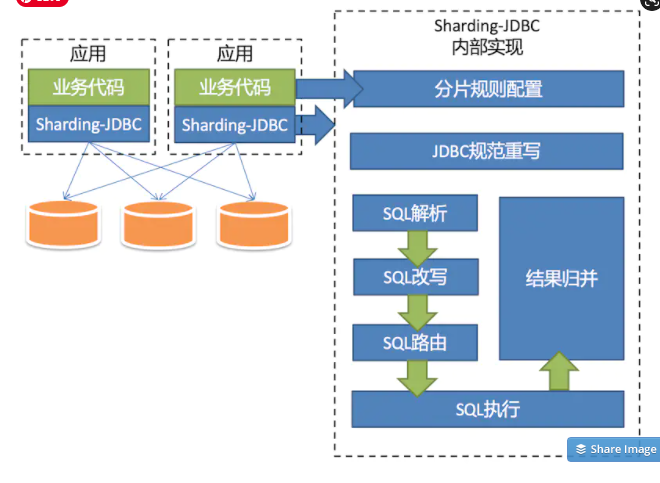 应用
业务代码
Sharding-JDBC
应用
业务代码
Sharding-JDBC
Sharding-JDBC
内部实现
分片规则配置
JDBC规范重写
SQL解析
SQL改写
SQL路由
结果归并
SQL执行
Share Image